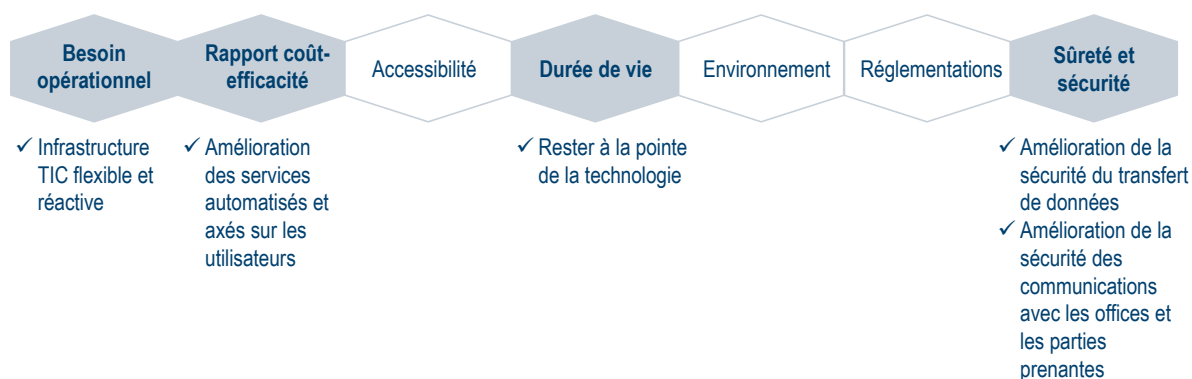 Besoin
opérationnel
Rapport coût-
efficacité
Accessibilité
Durée de vie
Environnement
Réglementations
Sûreté et
sécurité
✓ Infrastructure
TIC flexible et
réactive
✓ Amélioration
des services
automatisés et
axés sur les
utilisateurs
✓ Rester à la pointe
de la technologie
✓ Amélioration de la
sécurité du transfert
de données
✓ Amélioration de la
sécurité des
communications
avec les offices et
les parties
prenantes